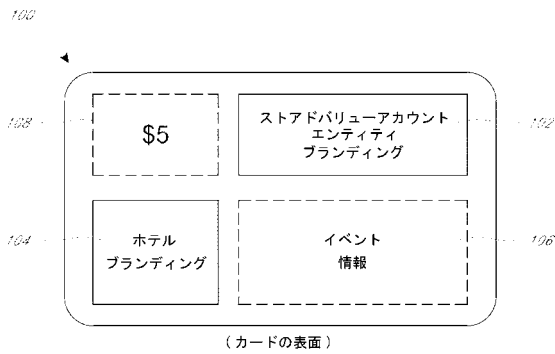 100
108
$5
ストアドバリューアカウント
エンティティ
ブランディング
102
104
ホテル
ブランディング
イベント
情報
106
(カードの表面)